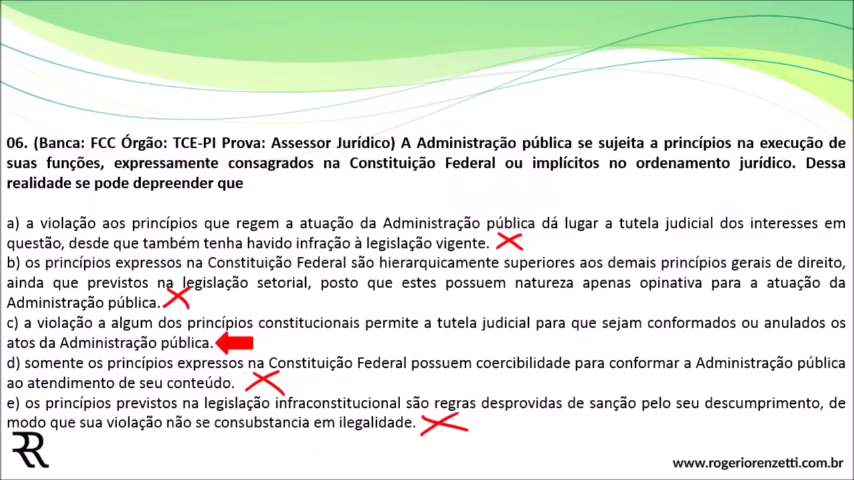 06. (Banca: FCC Órgão: TCE-PI Prova: Assessor Jurídico) A Administração pública se sujeita a princípios na execução de
suas funções, expressamente consagrados na Constituição Federal ou implícitos no ordenamento jurídico. Dessa
realidade se pode depreender que
a) a violação aos princípios que regem a atuação da Administração pública dá lugar a tutela judicial dos interesses em
questão, desde que também tenha havido infração à legislação vigente.
b) os princípios expressos na Constituição Federal são hierarquicamente superiores aos demais princípios gerais de direito,
ainda que previstos na legislação setorial, posto que estes possuem natureza apenas opinativa para a atuação da
Administração pública.
c) a violação a algum dos princípios constitucionais permite a tutela judicial para que sejam conformados ou anulados os
atos da Administração pública.
d) somente os princípios expressos na Constituição Federal possuem coercibilidade para conformar a Administração pública
ao atendimento de seu conteúdo.
e) os princípios previstos na legislação infraconstitucional são regras desprovidas de sanção pelo seu descumprimento, de
modo que sua violação não se consubstancia em ilegalidade.
www.rogeriorenzetti.com.br